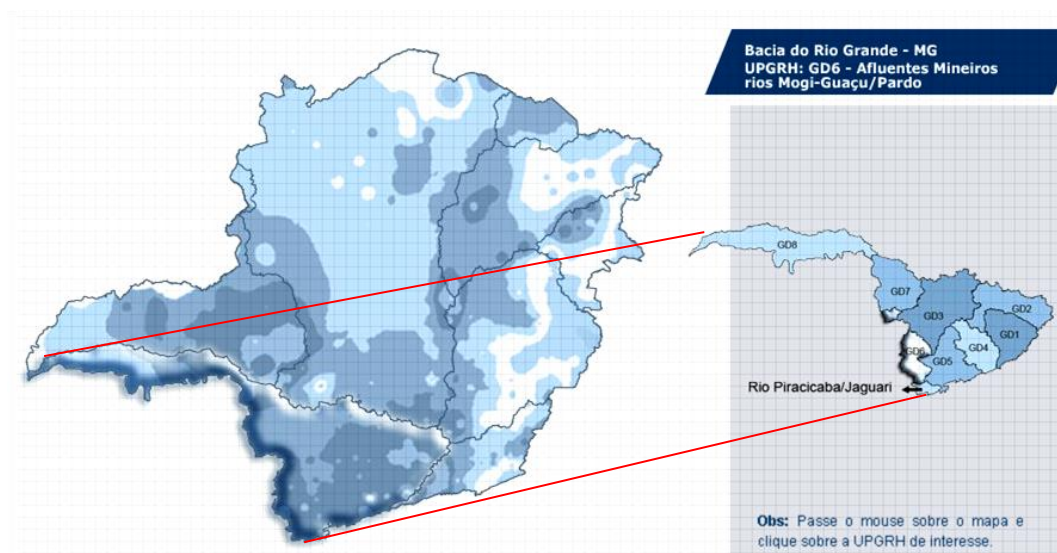 Bacia do Rio Grande - MG
UPGRH: GD6 - Afluentes Mineiros
rios Mogi-Guaçu/Pardo
GD8
GD7
GD3
GD2
GD1
GD6
GD5
GD4
Rio Piracicaba/Jaguari
Obs: Passe o mouse sobre o mapa e
clique sobre a UPGRH de interesse.